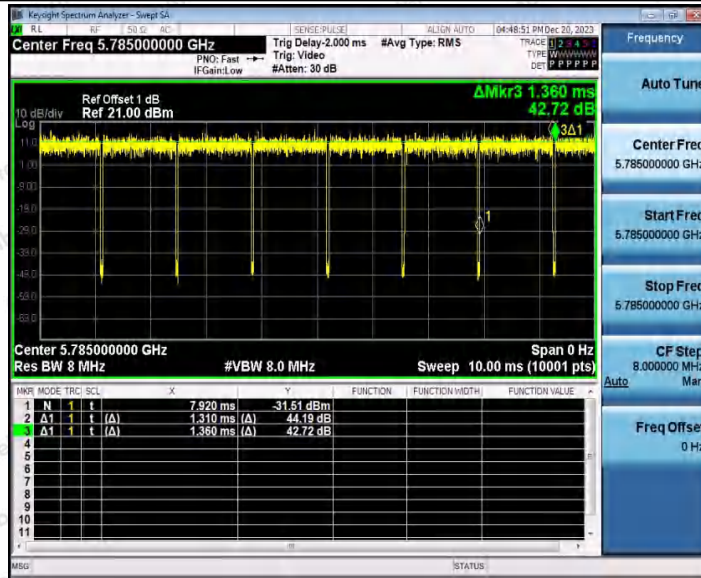 Keysight Spectrum Analyzer - Swept SA
RL RF 50 Ω AC SENSE:PULSE ALIGN AUTO 04:48:51 PM Dec 20, 2023
Center Freq 5.785000000 GHz
PNO: Fast
IFGain:Low
Trig Delay-2.000 ms
Trig: Video
#Atten: 30 dB
#Avg Type: RMS
TRACE 1 2 3 4 5 6
TYPE W
DET P P P P P P
Frequency
Auto Tune
ΔMkr3 1.360 ms
42.72 dB
Ref Offset 1 dB
10 dB/div Ref 21.00 dBm
Log
11.0
1.00
-9.00
-19.0
-29.0
-39.0
-49.0
-59.0
-69.0
3Δ1
1
Center Freq
5.785000000 GHz
Start Freq
5.785000000 GHz
Stop Freq
5.785000000 GHz
Center 5.785000000 GHz Span 0 Hz
Res BW 8 MHz #VBW 8.0 MHz Sweep 10.00 ms (10001 pts)
CF Step
8.000000 MHz
Auto Man
Freq Offset
0 Hz
MKR MODE TRC SCL X Y FUNCTION FUNCTION WIDTH FUNCTION VALUE
1 N 1 t 7.920 ms -31.51 dBm
2 Δ1 1 t (Δ) 1.310 ms (Δ) 44.19 dB
3 Δ1 1 t (Δ) 1.360 ms (Δ) 42.72 dB
4
5
6
7
8
9
10
11
MSG STATUS